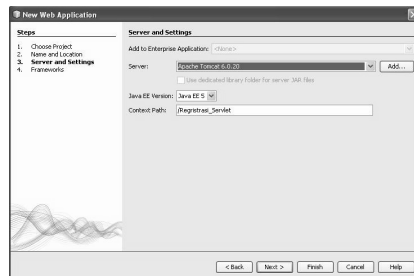 New Web Application
Steps
1. Choose Project
2. Name and Location
3. Server and Settings
4. Frameworks
Server and Settings
Add to Enterprise Application: <None>
Server: Apache Tomcat 6.0.20 Add...
Use dedicated library folder for server JAR files
Java EE Version: Java EE 5
Context Path: /Regristrasi_Servlet
< Back Next > Finish Cancel Help